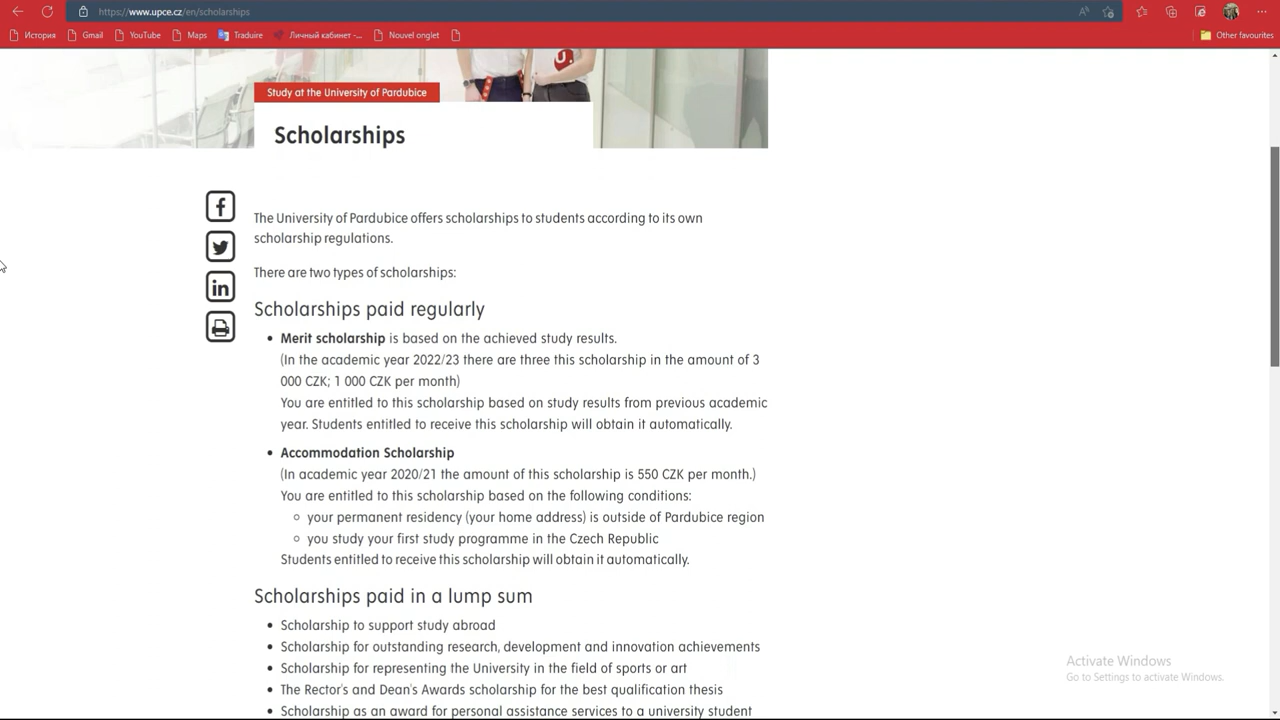 https://www.upce.cz/en/scholarships
История
Gmail
YouTube
Maps
Traduire
Личный кабинет -...
Nouvel onglet
Other favourites
Study at the University of Pardubice
Scholarships
The University of Pardubice offers scholarships to students according to its own
scholarship regulations.
There are two types of scholarships:
Scholarships paid regularly
• Merit scholarship is based on the achieved study results.
(In the academic year 2022/23 there are three this scholarship in the amount of 3
000 CZK; 1 000 CZK per month)
You are entitled to this scholarship based on study results from previous academic
year. Students entitled to receive this scholarship will obtain it automatically.
• Accommodation Scholarship
(In academic year 2020/21 the amount of this scholarship is 550 CZK per month.)
You are entitled to this scholarship based on the following conditions:
◦ your permanent residency (your home address) is outside of Pardubice region
◦ you study your first study programme in the Czech Republic
Students entitled to receive this scholarship will obtain it automatically.
Scholarships paid in a lump sum
• Scholarship to support study abroad
• Scholarship for outstanding research, development and innovation achievements
• Scholarship for representing the University in the field of sports or art
• The Rector's and Dean's Awards scholarship for the best qualification thesis
• Scholarship as an award for personal assistance services to a university student
Activate Windows
Go to Settings to activate Windows.